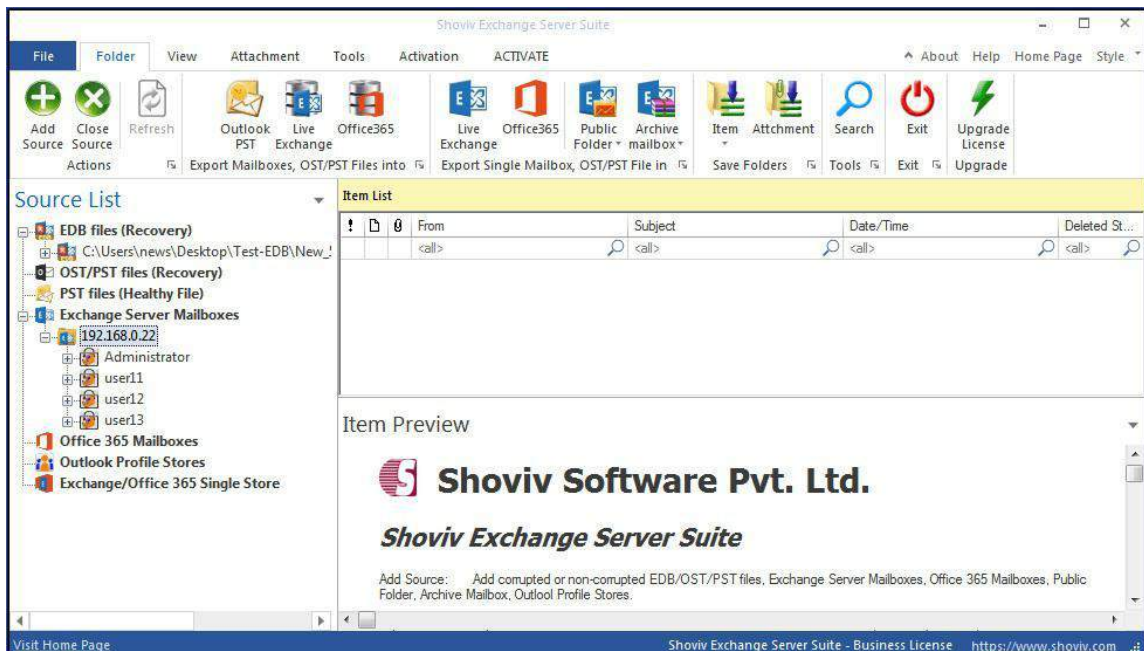 Shoviv Exchange Server Suite
File Folder View Attachment Tools Activation ACTIVATE About Help Home Page Style
Add Source Close Source Refresh
Outlook PST Live Exchange Office365
Live Exchange Office365 Public Folder Archive mailbox
Item Attchment
Search
Exit
Upgrade License
Actions Export Mailboxes, OST/PST Files into Export Single Mailbox, OST/PST File in Save Folders Tools Exit Upgrade
Source List
EDB files (Recovery)
C:\Users\news\Desktop\Test-EDB\New_
OST/PST files (Recovery)
PST files (Healthy File)
Exchange Server Mailboxes
192.168.0.22
Administrator
user11
user12
user13
Office 365 Mailboxes
Outlook Profile Stores
Exchange/Office 365 Single Store
Item List
From Subject Date/Time Deleted St...
<all> <all> <all> <all>
Item Preview
Shoviv Software Pvt. Ltd.
Shoviv Exchange Server Suite
Add Source: Add corrupted or non-corrupted EDB/OST/PST files, Exchange Server Mailboxes, Office 365 Mailboxes, Public
Folder, Archive Mailbox, Outlool Profile Stores.
Visit Home Page Shoviv Exchange Server Suite - Business License https://www.shoviv.com